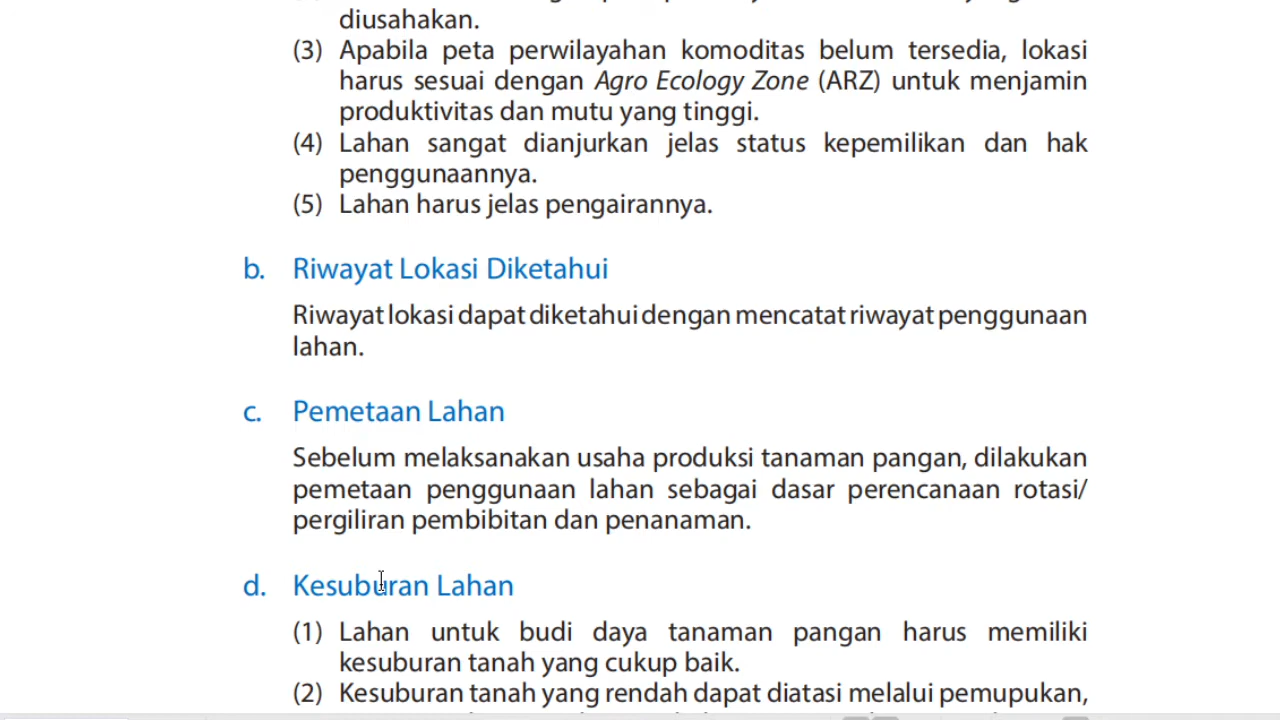 diusahakan.
(3) Apabila peta perwilayahan komoditas belum tersedia, lokasi
harus sesuai dengan Agro Ecology Zone (ARZ) untuk menjamin
produktivitas dan mutu yang tinggi.
(4) Lahan sangat dianjurkan jelas status kepemilikan dan hak
penggunaannya.
(5) Lahan harus jelas pengairannya.
b. Riwayat Lokasi Diketahui
Riwayat lokasi dapat diketahui dengan mencatat riwayat penggunaan
lahan.
c. Pemetaan Lahan
Sebelum melaksanakan usaha produksi tanaman pangan, dilakukan
pemetaan penggunaan lahan sebagai dasar perencanaan rotasi/
pergiliran pembibitan dan penanaman.
d. Kesuburan Lahan
(1) Lahan untuk budi daya tanaman pangan harus memiliki
kesuburan tanah yang cukup baik.
(2) Kesuburan tanah yang rendah dapat diatasi melalui pemupukan,